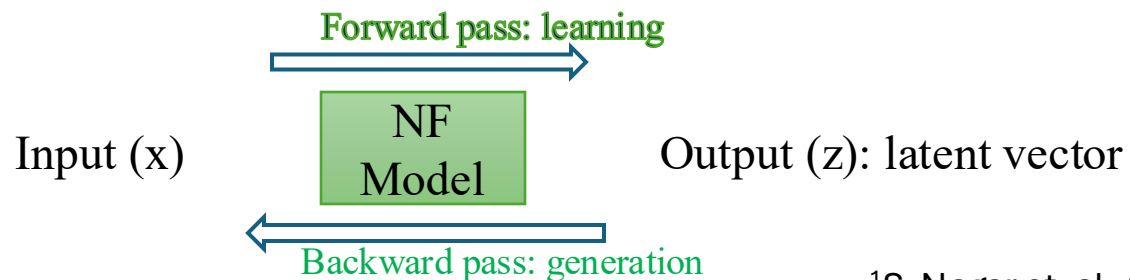 Forward pass: learning
NF
Model
Input (x)
Output (z): latent vector
Backward pass: generation